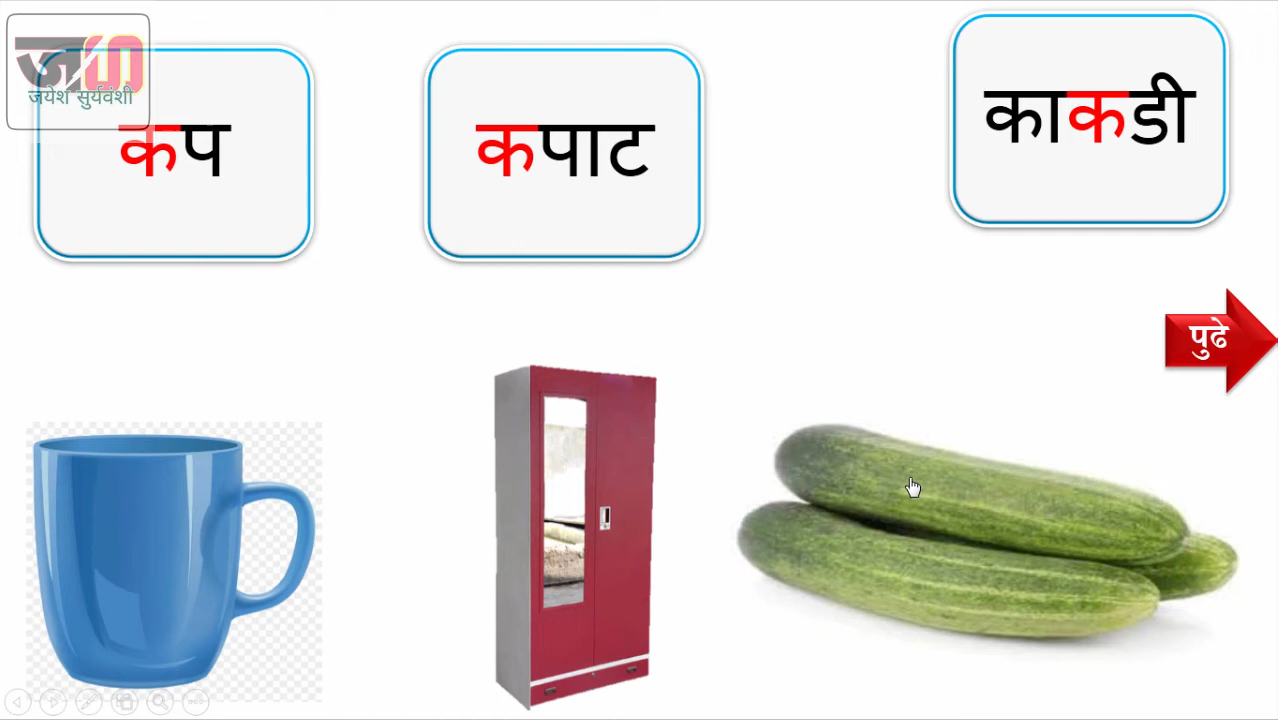 जयेश सुर्यवंशी
कप
कपाट
काकडी
पुढे